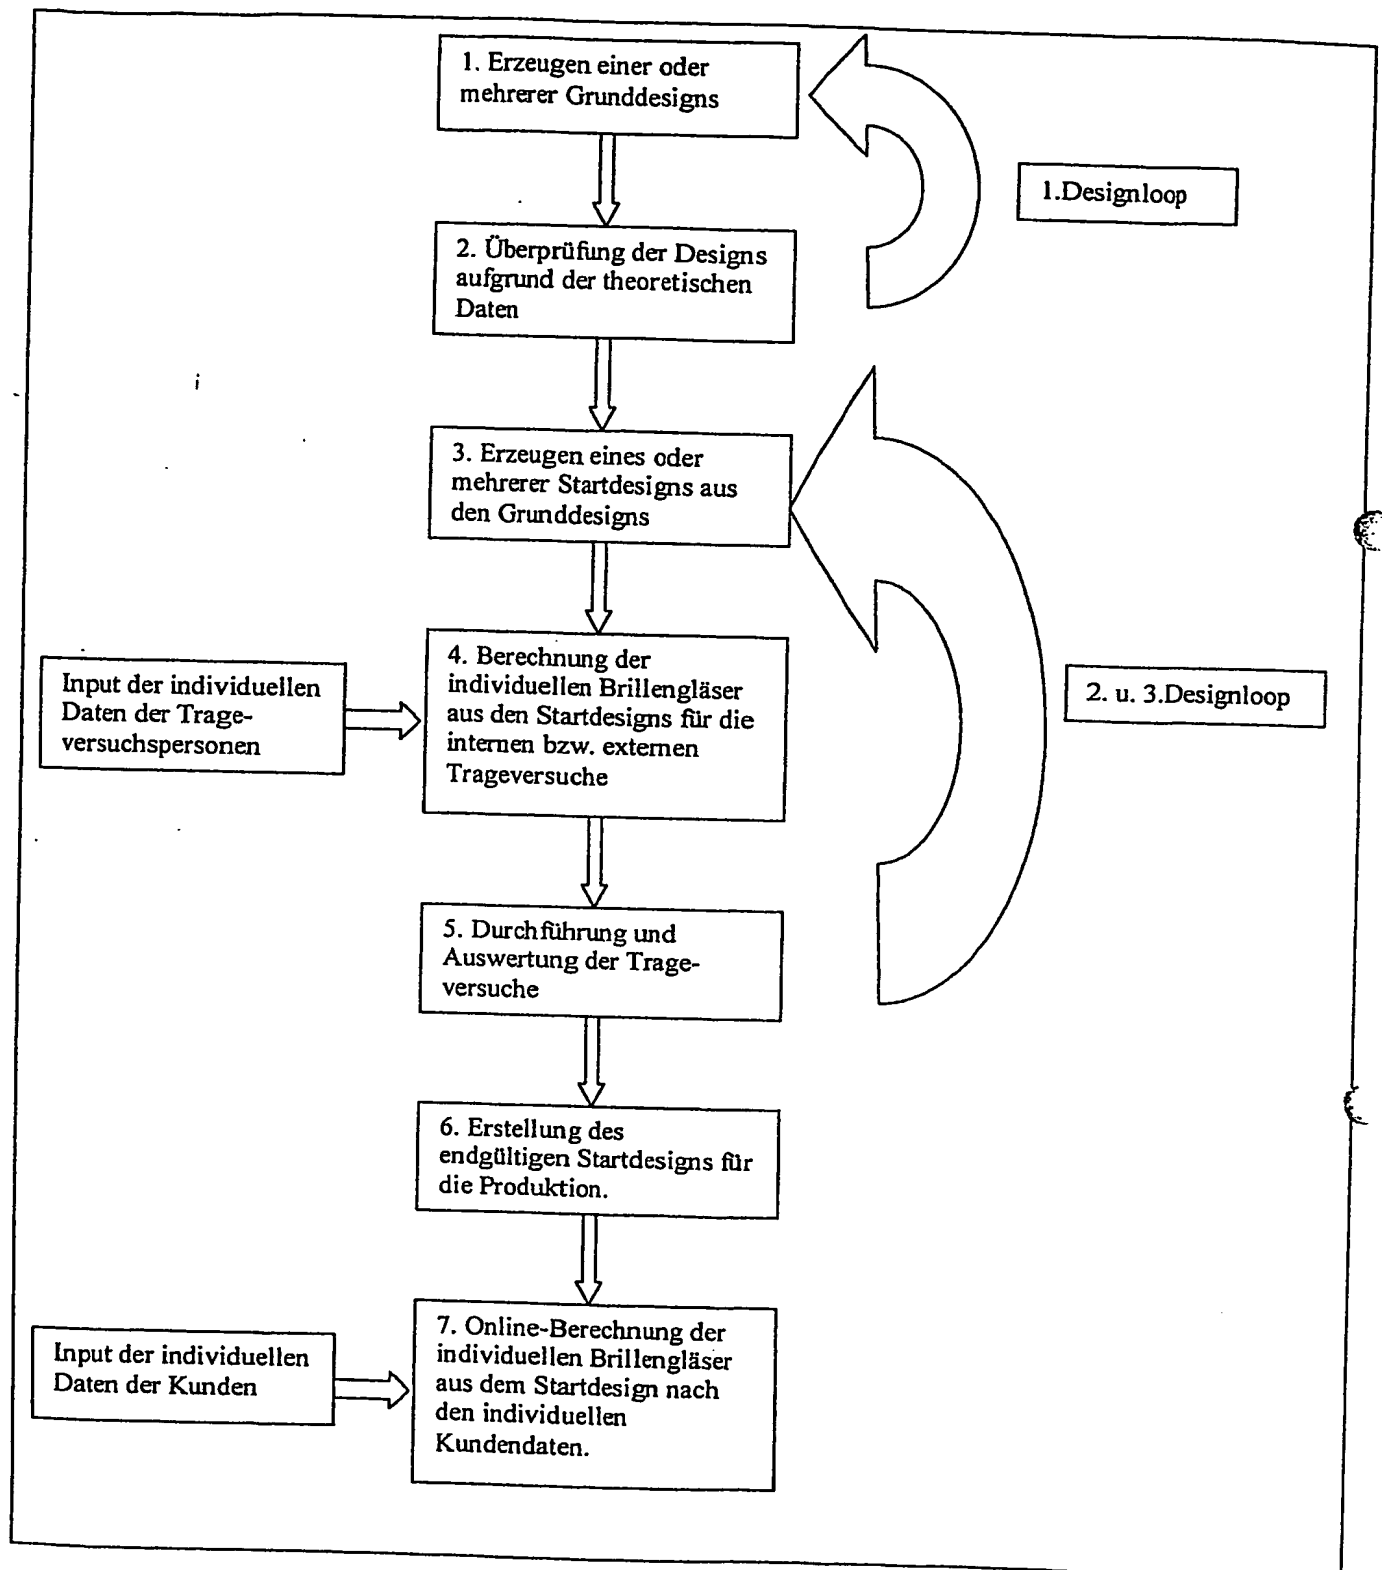 1. Erzeugen einer oder
mehrerer Grunddesigns
1.Designloop
2. Überprüfung der Designs
aufgrund der theoretischen
Daten
3. Erzeugen eines oder
mehrerer Startdesigns aus
den Grunddesigns
Input der individuellen
Daten der Trage-
versuchspersonen
4. Berechnung der
individuellen Brillengläser
aus den Startdesigns für die
internen bzw. externen
Trageversuche
2. u. 3.Designloop
5. Durchführung und
Auswertung der Trage-
versuche
6. Erstellung des
endgültigen Startdesigns für
die Produktion.
Input der individuellen
Daten der Kunden
7. Online-Berechnung der
individuellen Brillengläser
aus dem Startdesign nach
den individuellen
Kundendaten.